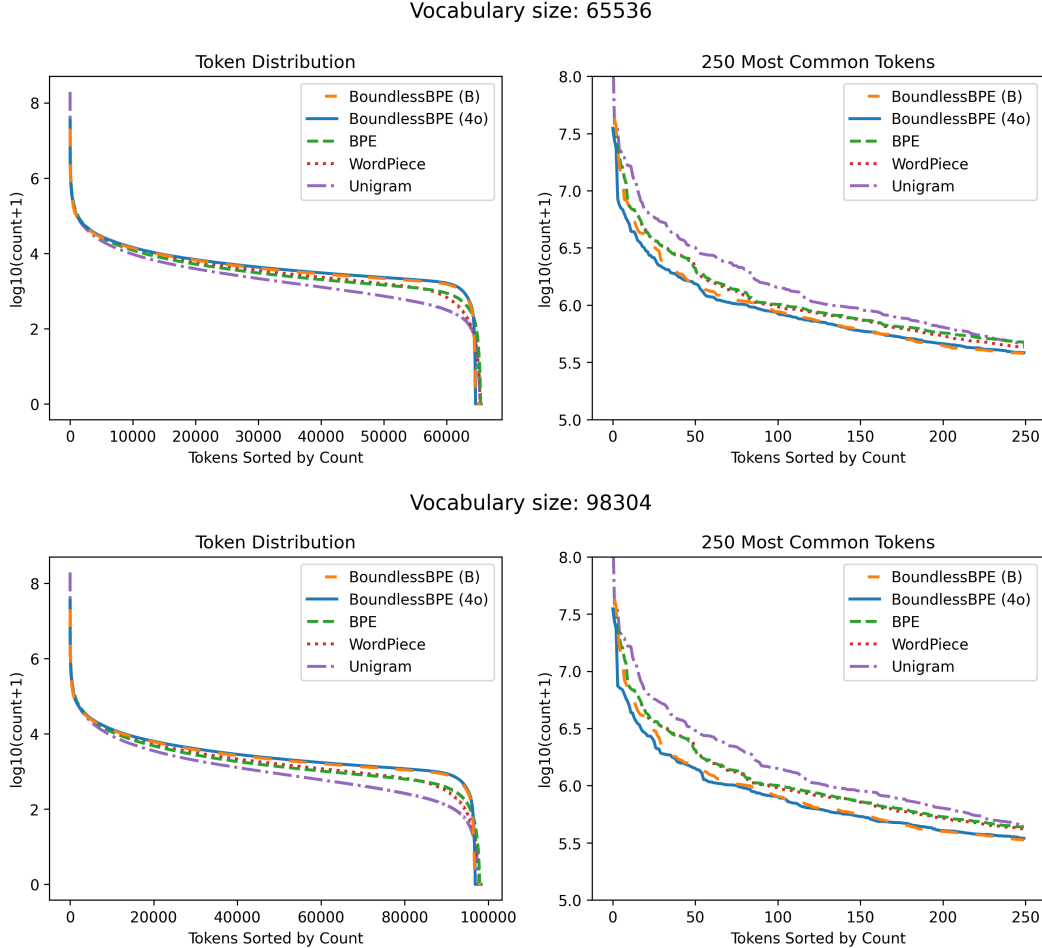 Vocabulary size: 65536
Token Distribution
250 Most Common Tokens
BoundlessBPE (B)
BoundlessBPE (4o)
BPE
WordPiece
Unigram
log10(count+1)
8
6
4
2
0
0 10000 20000 30000 40000 50000 60000
Tokens Sorted by Count
BoundlessBPE (B)
BoundlessBPE (4o)
BPE
WordPiece
Unigram
log10(count+1)
8.0
7.5
7.0
6.5
6.0
5.5
5.0
0 50 100 150 200 250
Tokens Sorted by Count
Vocabulary size: 98304
Token Distribution
250 Most Common Tokens
BoundlessBPE (B)
BoundlessBPE (4o)
BPE
WordPiece
Unigram
log10(count+1)
8
6
4
2
0
0 20000 40000 60000 80000 100000
Tokens Sorted by Count
BoundlessBPE (B)
BoundlessBPE (4o)
BPE
WordPiece
Unigram
log10(count+1)
8.0
7.5
7.0
6.5
6.0
5.5
5.0
0 50 100 150 200 250
Tokens Sorted by Count